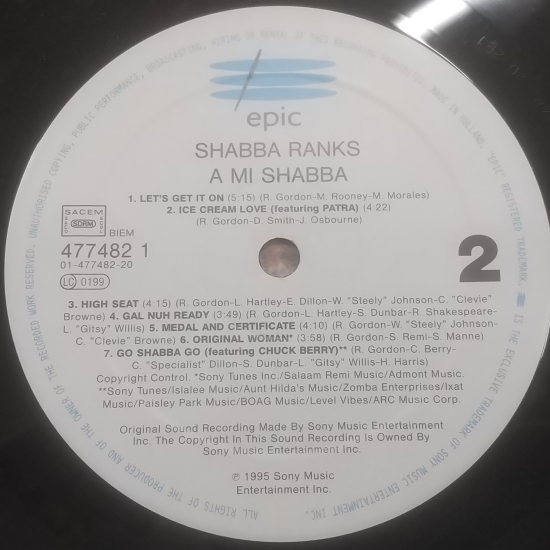 epic
SHABBA RANKS
A MI SHABBA
1. LET'S GET IT ON (5:15) (R. Gordon-M. Rooney-M. Morales)
2. ICE CREAM LOVE (featuring PATRA) (4:22)
(R. Gordon-D. Smith-J. Osbourne)
SACEM
SDRM
BIEM
477482 1
01-477482-20
LC 0199
2
3. HIGH SEAT (4:15) (R. Gordon-L. Hartley-E. Dillon-W. "Steely" Johnson-C. "Clevie"
Browne) 4. GAL NUH READY (3:49) (R. Gordon-L. Hartley-S. Dunbar-R. Shakespeare-
L. "Gitsy" Willis) 5. MEDAL AND CERTIFICATE (4:10) (R. Gordon-W. "Steely" Johnson-
C. "Clevie" Browne) 6. ORIGINAL WOMAN* (3:58) (R. Gordon-S. Remi-S. Manne)
7. GO SHABBA GO (featuring CHUCK BERRY)** (R. Gordon-C. Berry-
C. "Specialist" Dillon-S. Dunbar-L. "Gitsy" Willis-H. Harris)
Copyright Control. *Sony Tunes Inc./Salaam Remi Music/Admont Music.
**Sony Tunes/Islalee Music/Aunt Hilda's Music/Zomba Enterprises/Ixat
Music/Paisley Park Music/BOAG Music/Level Vibes/ARC Music Corp.
Original Sound Recording Made By Sony Music Entertainment
Inc. The Copyright In This Sound Recording Is Owned By
Sony Music Entertainment Inc.
℗ 1995 Sony Music
Entertainment Inc.
ALL RIGHTS OF THE PRODUCER AND OF THE OWNER OF THE RECORDED WORK RESERVED. UNAUTHORISED COPYING, PUBLIC PERFORMANCE, BROADCASTING, HIRING OR RENTAL OF THIS RECORDING PROHIBITED. MADE IN HOLLAND. "EPIC" REGISTERED TRADEMARK. IS THE EXCLUSIVE TRADEMARK OF SONY MUSIC ENTERTAINMENT INC.